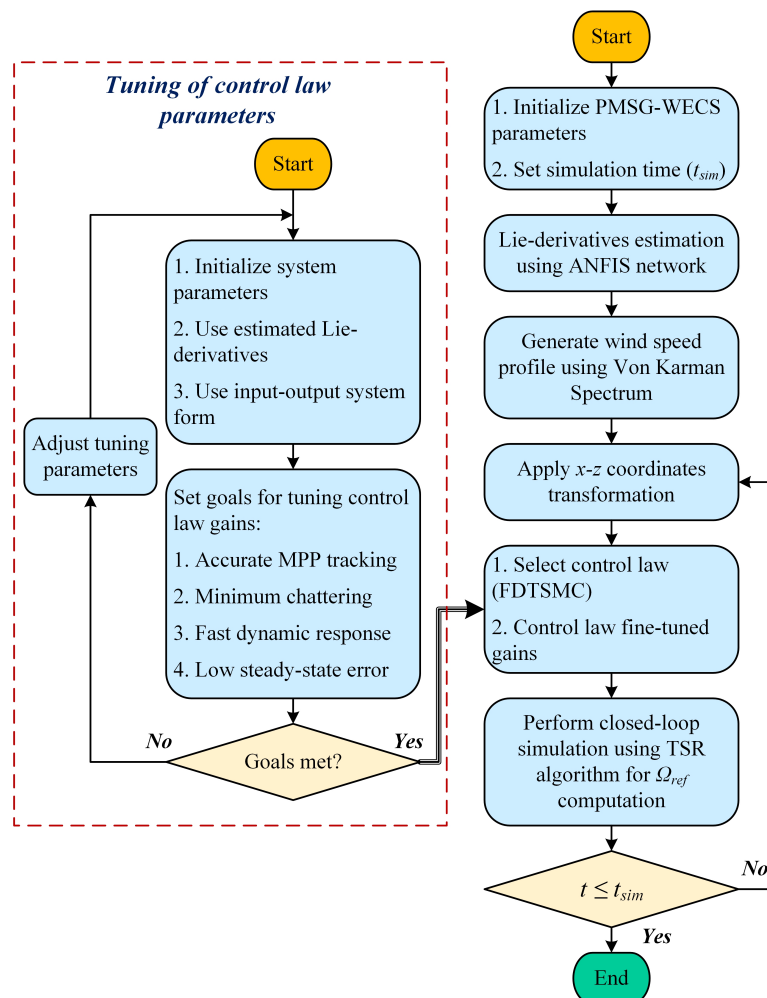 Tuning of control law
parameters
Start
1. Initialize system
parameters
2. Use estimated Lie-
derivatives
3. Use input-output system
form
Adjust tuning
parameters
Set goals for tuning control
law gains:
1. Accurate MPP tracking
2. Minimum chattering
3. Fast dynamic response
4. Low steady-state error
No
Yes
Goals met?
Start
1. Initialize PMSG-WECS
parameters
2. Set simulation time (t_sim)
Lie-derivatives estimation
using ANFIS network
Generate wind speed
profile using Von Karman
Spectrum
Apply x-z coordinates
transformation
1. Select control law
(FDTSMC)
2. Control law fine-tuned
gains
Perform closed-loop
simulation using TSR
algorithm for Ω_ref
computation
t ≤ t_sim
No
Yes
End